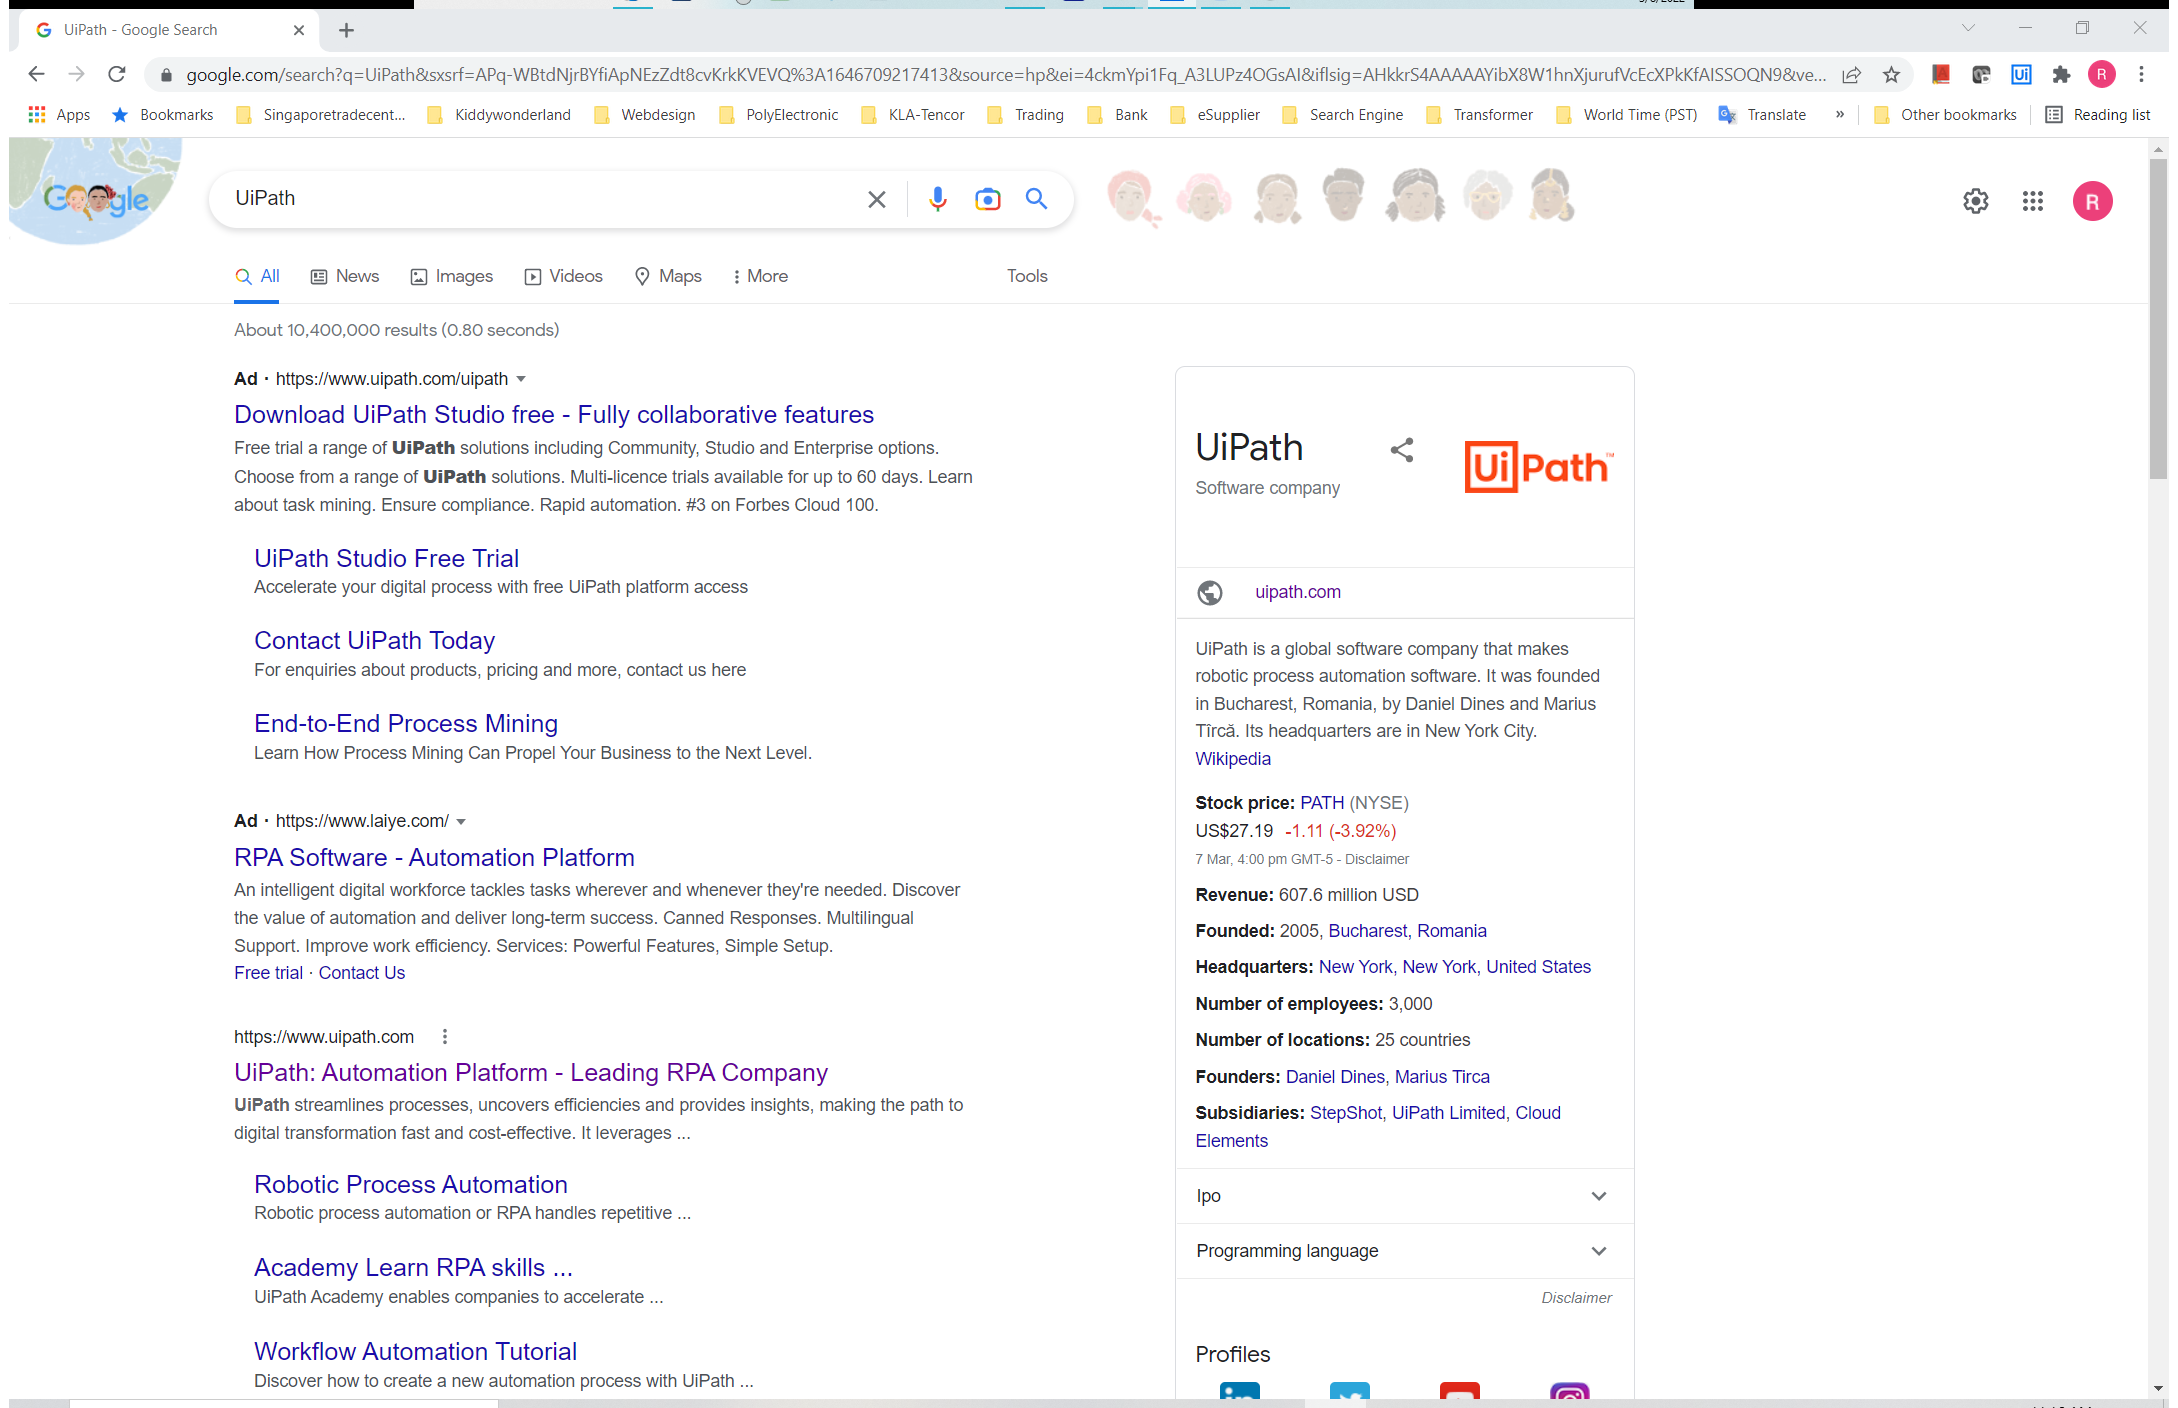 UiPath - Google Search
google.com/search?q=UiPath&sxsrf=APq-WBtdNjrBYfiApNEzZdt8cvKrkKVEVQ%3A1646709217413&source=hp&ei=4ckmYpi1Fq_A3LUPz4OGsAI&iflsig=AHkkrS4AAAAAYibX8W1hnXjurufVcEcXPkKfAISSOQN9&ve...
Apps Bookmarks Singaporetradecent... Kiddywonderland Webdesign PolyElectronic KLA-Tencor Trading Bank eSupplier Search Engine Transformer World Time (PST) Translate » Other bookmarks Reading list
Google
UiPath
R
All News Images Videos Maps More Tools
About 10,400,000 results (0.80 seconds)
Ad · https://www.uipath.com/uipath
Download UiPath Studio free - Fully collaborative features
Free trial a range of UiPath solutions including Community, Studio and Enterprise options.
Choose from a range of UiPath solutions. Multi-licence trials available for up to 60 days. Learn
about task mining. Ensure compliance. Rapid automation. #3 on Forbes Cloud 100.
UiPath Studio Free Trial
Accelerate your digital process with free UiPath platform access
Contact UiPath Today
For enquiries about products, pricing and more, contact us here
End-to-End Process Mining
Learn How Process Mining Can Propel Your Business to the Next Level.
Ad · https://www.laiye.com/
RPA Software - Automation Platform
An intelligent digital workforce tackles tasks wherever and whenever they're needed. Discover
the value of automation and deliver long-term success. Canned Responses. Multilingual
Support. Improve work efficiency. Services: Powerful Features, Simple Setup.
Free trial · Contact Us
https://www.uipath.com
UiPath: Automation Platform - Leading RPA Company
UiPath streamlines processes, uncovers efficiencies and provides insights, making the path to
digital transformation fast and cost-effective. It leverages ...
Robotic Process Automation
Robotic process automation or RPA handles repetitive ...
Academy Learn RPA skills ...
UiPath Academy enables companies to accelerate ...
Workflow Automation Tutorial
Discover how to create a new automation process with UiPath ...
UiPath
Software company
UiPath™
uipath.com
UiPath is a global software company that makes
robotic process automation software. It was founded
in Bucharest, Romania, by Daniel Dines and Marius
Tîrcă. Its headquarters are in New York City.
Wikipedia
Stock price: PATH (NYSE)
US$27.19 -1.11 (-3.92%)
7 Mar, 4:00 pm GMT-5 - Disclaimer
Revenue: 607.6 million USD
Founded: 2005, Bucharest, Romania
Headquarters: New York, New York, United States
Number of employees: 3,000
Number of locations: 25 countries
Founders: Daniel Dines, Marius Tirca
Subsidiaries: StepShot, UiPath Limited, Cloud
Elements
Ipo
Programming language
Disclaimer
Profiles